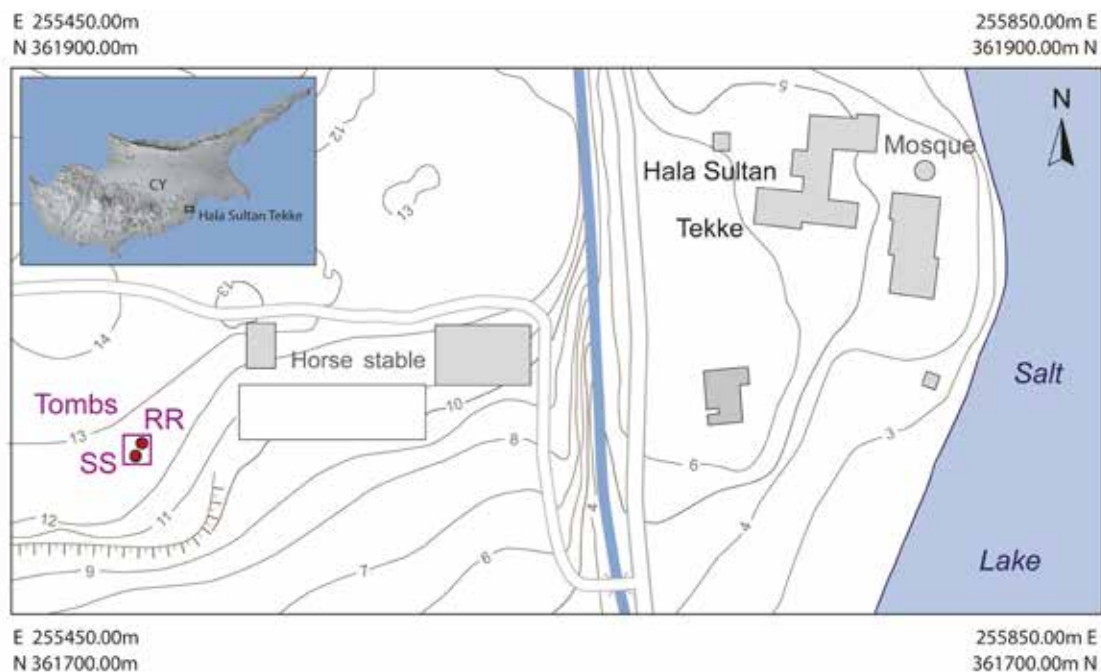 E 255450.00m
N 361900.00m
255850.00m E
361900.00m N
CY
Hala Sultan Tekke
12
13
9
N
Mosque
Hala Sultan
Tekke
13
14
Horse stable
Salt
Tombs
RR
10
13
SS
8
3
6
12
11
4
4
9
7
6
Lake
E 255450.00m
N 361700.00m
255850.00m E
361700.00m N